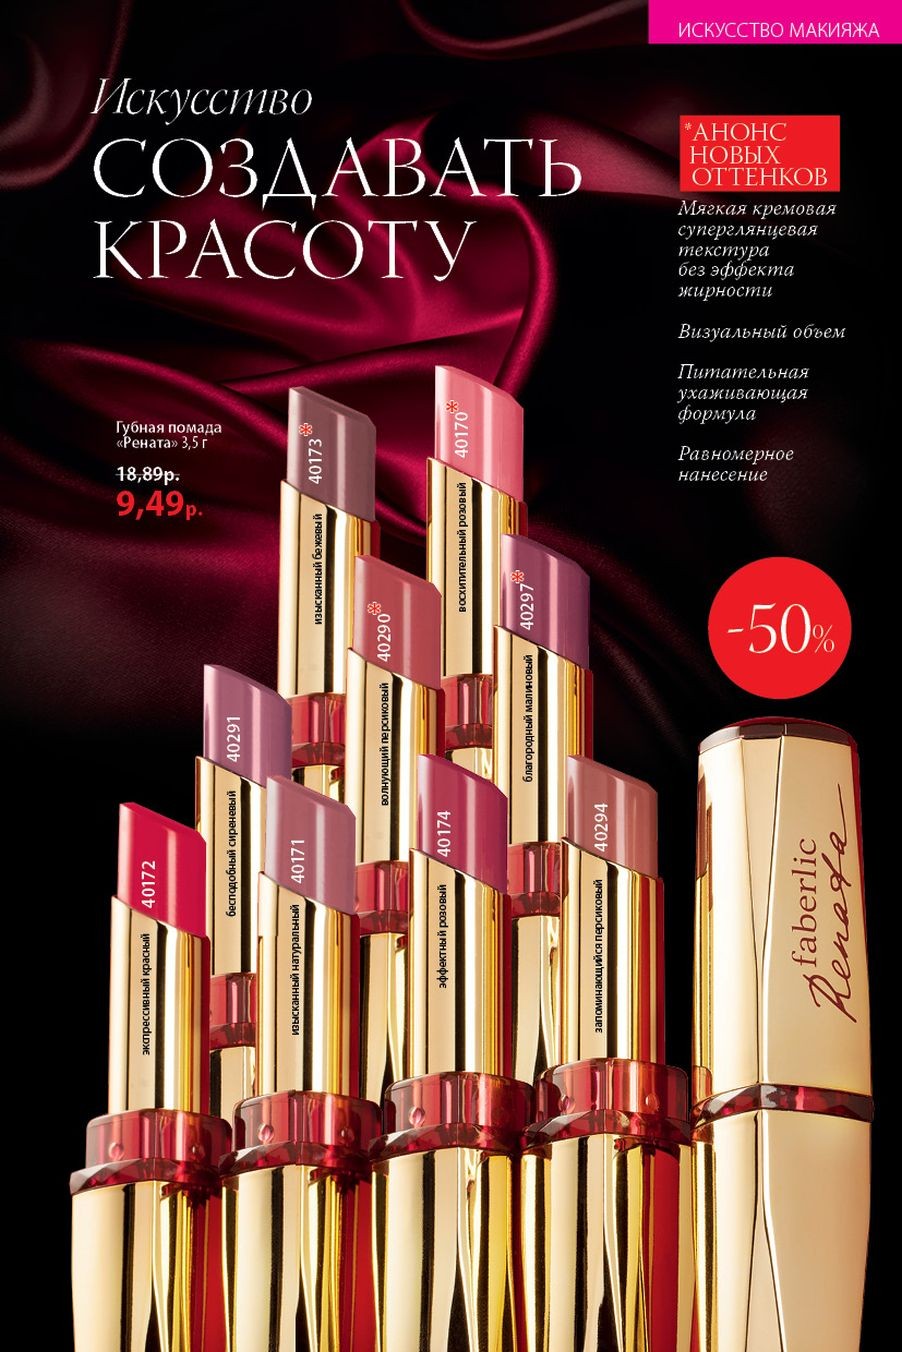 ИСКУССТВО МАКИЯЖА
Искусство
СОЗДАВАТЬ
КРАСОТУ
*АНОНС
НОВЫХ
ОТТЕНКОВ
Мягкая кремовая
суперглянцевая
текстура
без эффекта
жирности
Визуальный объем
Питательная
ухаживающая
формула
Равномерное
нанесение
Губная помада
«Рената» 3,5 г
18,89р.
9,49р.
-50%
40173*
изысканный бежевый
40170*
восхитительный розовый
40290*
волнующий персиковый
40297*
благородный малиновый
40291
бесподобный сиреневый
40172
экспрессивный красный
40171
изысканный натуральный
40174
эффектный розовый
40294
запоминающийся персиковый
faberlic
Renata